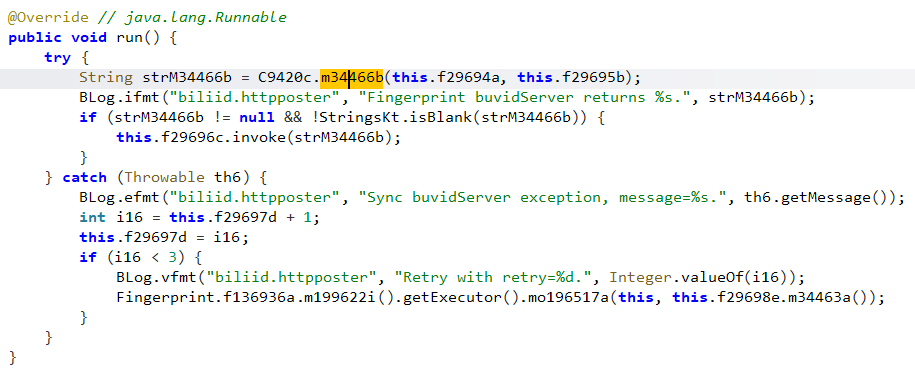 @Override // java.lang.Runnable
public void run() {
try {
String strM34466b = C9420c.m34466b(this.f29694a, this.f29695b);
BLog.ifmt("biliid.httpposter", "Fingerprint buvidServer returns %s.", strM34466b);
if (strM34466b != null && !StringsKt.isBlank(strM34466b)) {
this.f29696c.invoke(strM34466b);
}
} catch (Throwable th6) {
BLog.efmt("biliid.httpposter", "Sync buvidServer exception, message=%s.", th6.getMessage());
int i16 = this.f29697d + 1;
this.f29697d = i16;
if (i16 < 3) {
BLog.vfmt("biliid.httpposter", "Retry with retry=%d.", Integer.valueOf(i16));
Fingerprint.f136936a.m199622i().getExecutor().mo196517a(this, this.f29698e.m34463a());
}
}
}